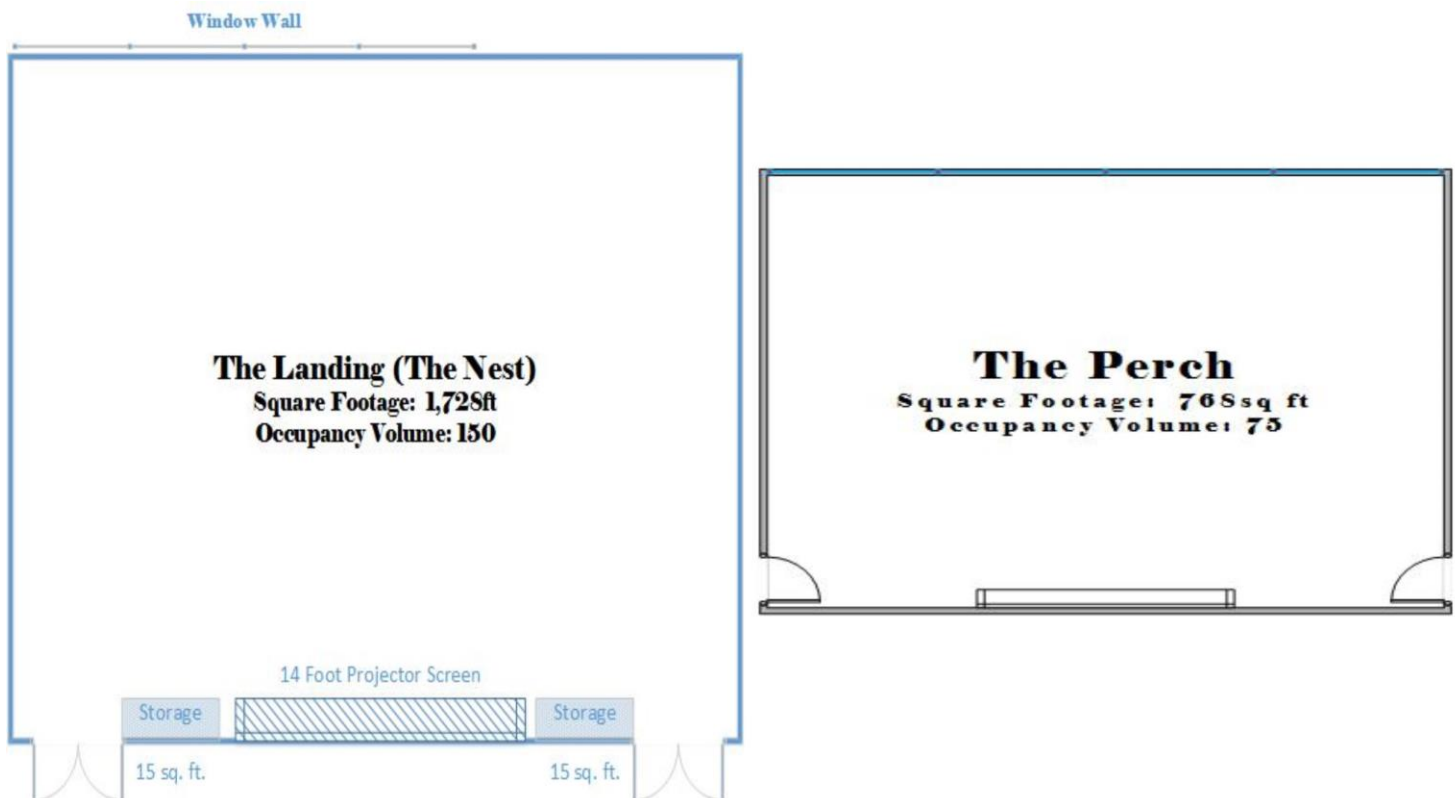 Window Wall
The Landing (The Nest)
Square Footage: 1,728ft
Occupancy Volume: 150
14 Foot Projector Screen
Storage
Storage
15 sq. ft.
15 sq. ft.
The Perch
Square Footage: 768sq ft
Occupancy Volume: 75